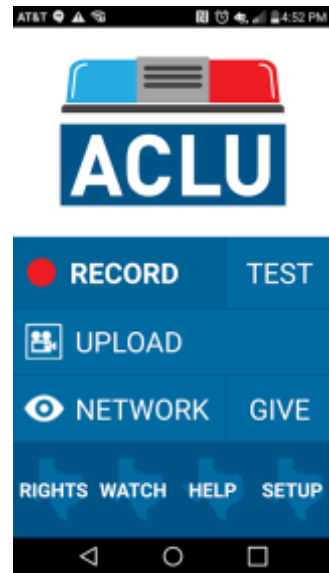 AT&T 4:52 PM
ACLU
RECORD TEST
UPLOAD
NETWORK GIVE
RIGHTS WATCH HELP SETUP